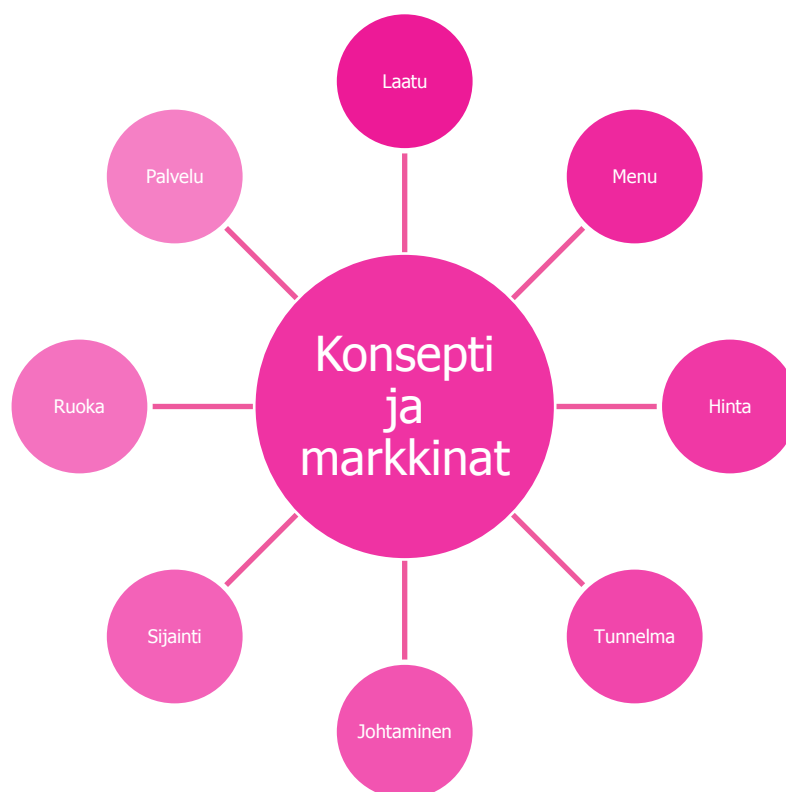 Laatu
Menu
Hinta
Tunnelma
Johtaminen
Sijainti
Ruoka
Palvelu
Konsepti
ja
markkinat